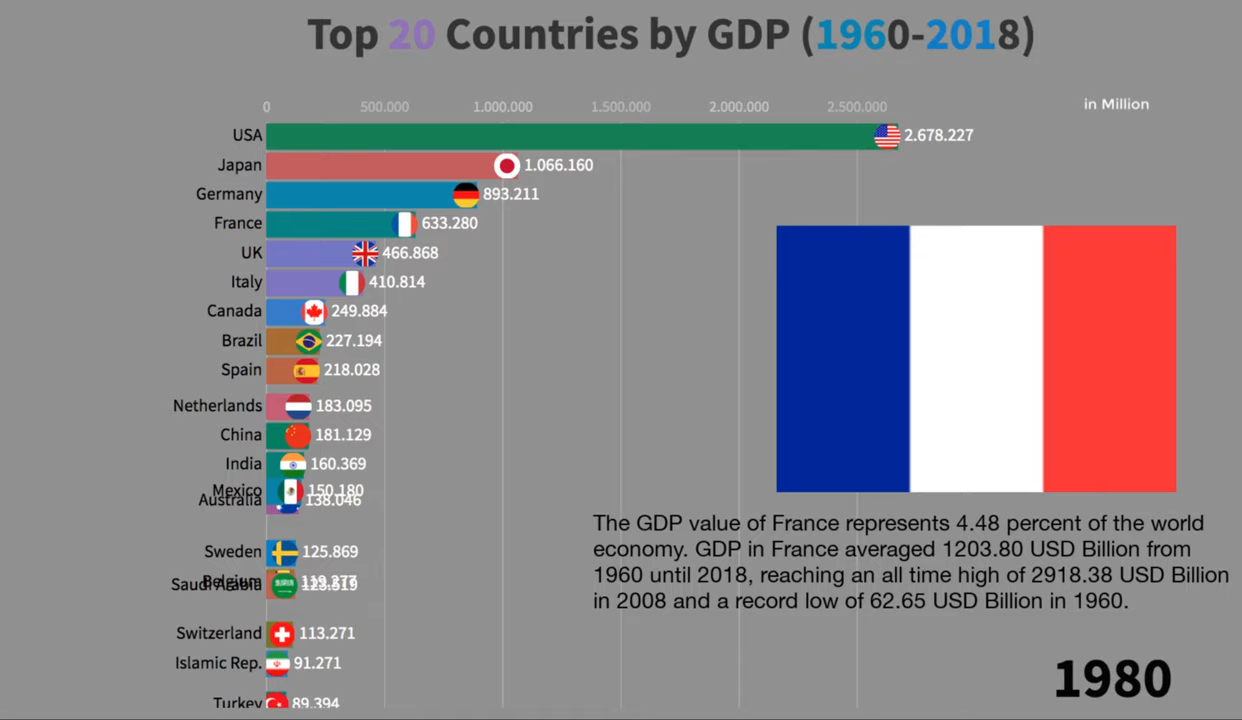 Top 20 Countries by GDP (1960-2018)
0 500.000 1.000.000 1.500.000 2.000.000 2.500.000 in Million
USA 2.678.227
Japan 1.066.160
Germany 893.211
France 633.280
UK 466.868
Italy 410.814
Canada 249.884
Brazil 227.194
Spain 218.028
Netherlands 183.095
China 181.129
India 160.369
Mexico 150.180
Australia 138.046
Sweden 125.869
Belgium
Saudi Arabia
Switzerland 113.271
Islamic Rep. 91.271
Turkey 89.394
The GDP value of France represents 4.48 percent of the world
economy. GDP in France averaged 1203.80 USD Billion from
1960 until 2018, reaching an all time high of 2918.38 USD Billion
in 2008 and a record low of 62.65 USD Billion in 1960.
1980